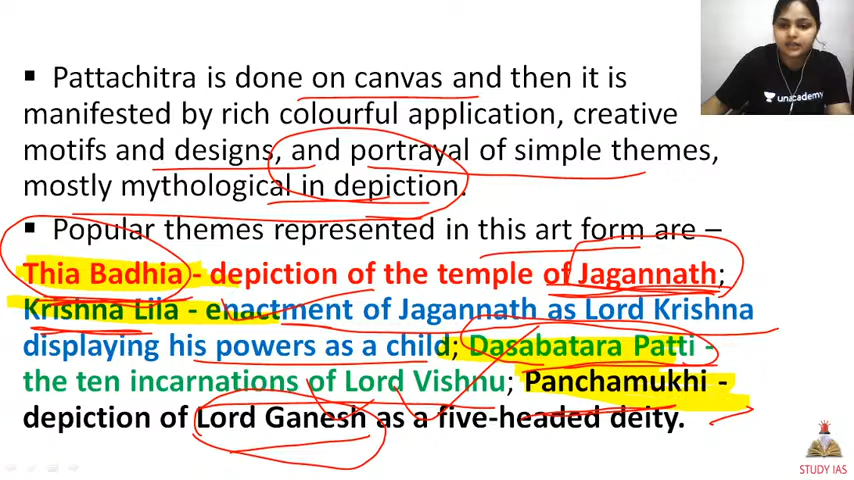 ▪ Pattachitra is done on canvas and then it is
manifested by rich colourful application, creative
motifs and designs, and portrayal of simple themes,
mostly mythological in depiction.
▪ Popular themes represented in this art form are –
Thia Badhia - depiction of the temple of Jagannath;
Krishna Lila - enactment of Jagannath as Lord Krishna
displaying his powers as a child; Dasabatara Patti -
the ten incarnations of Lord Vishnu; Panchamukhi -
depiction of Lord Ganesh as a five-headed deity.
unacademy
STUDY IAS